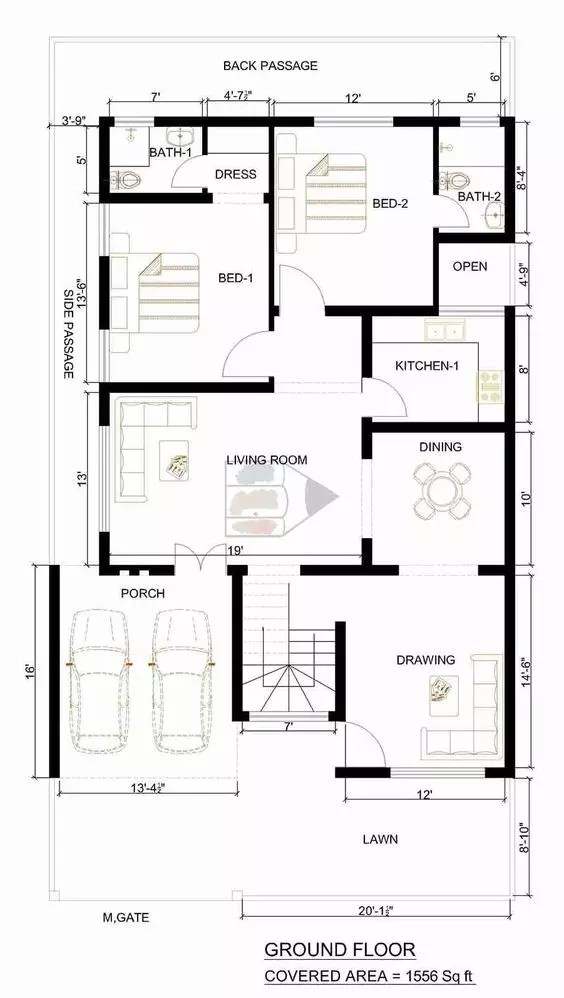 BACK PASSAGE
6'
7'
4'-7½"
12'
5'
3'-9"
5'
BATH-1
DRESS
BED-2
BATH-2
8'-4"
OPEN
4'-9"
BED-1
13'-6"
SIDE PASSAGE
KITCHEN-1
8'
DINING
LIVING ROOM
13'
10'
19'
PORCH
16'
DRAWING
14'-6"
7'
13'-4½"
12'
LAWN
8'-10"
20'-1½"
M,GATE
GROUND FLOOR
COVERED AREA = 1556 Sq ft